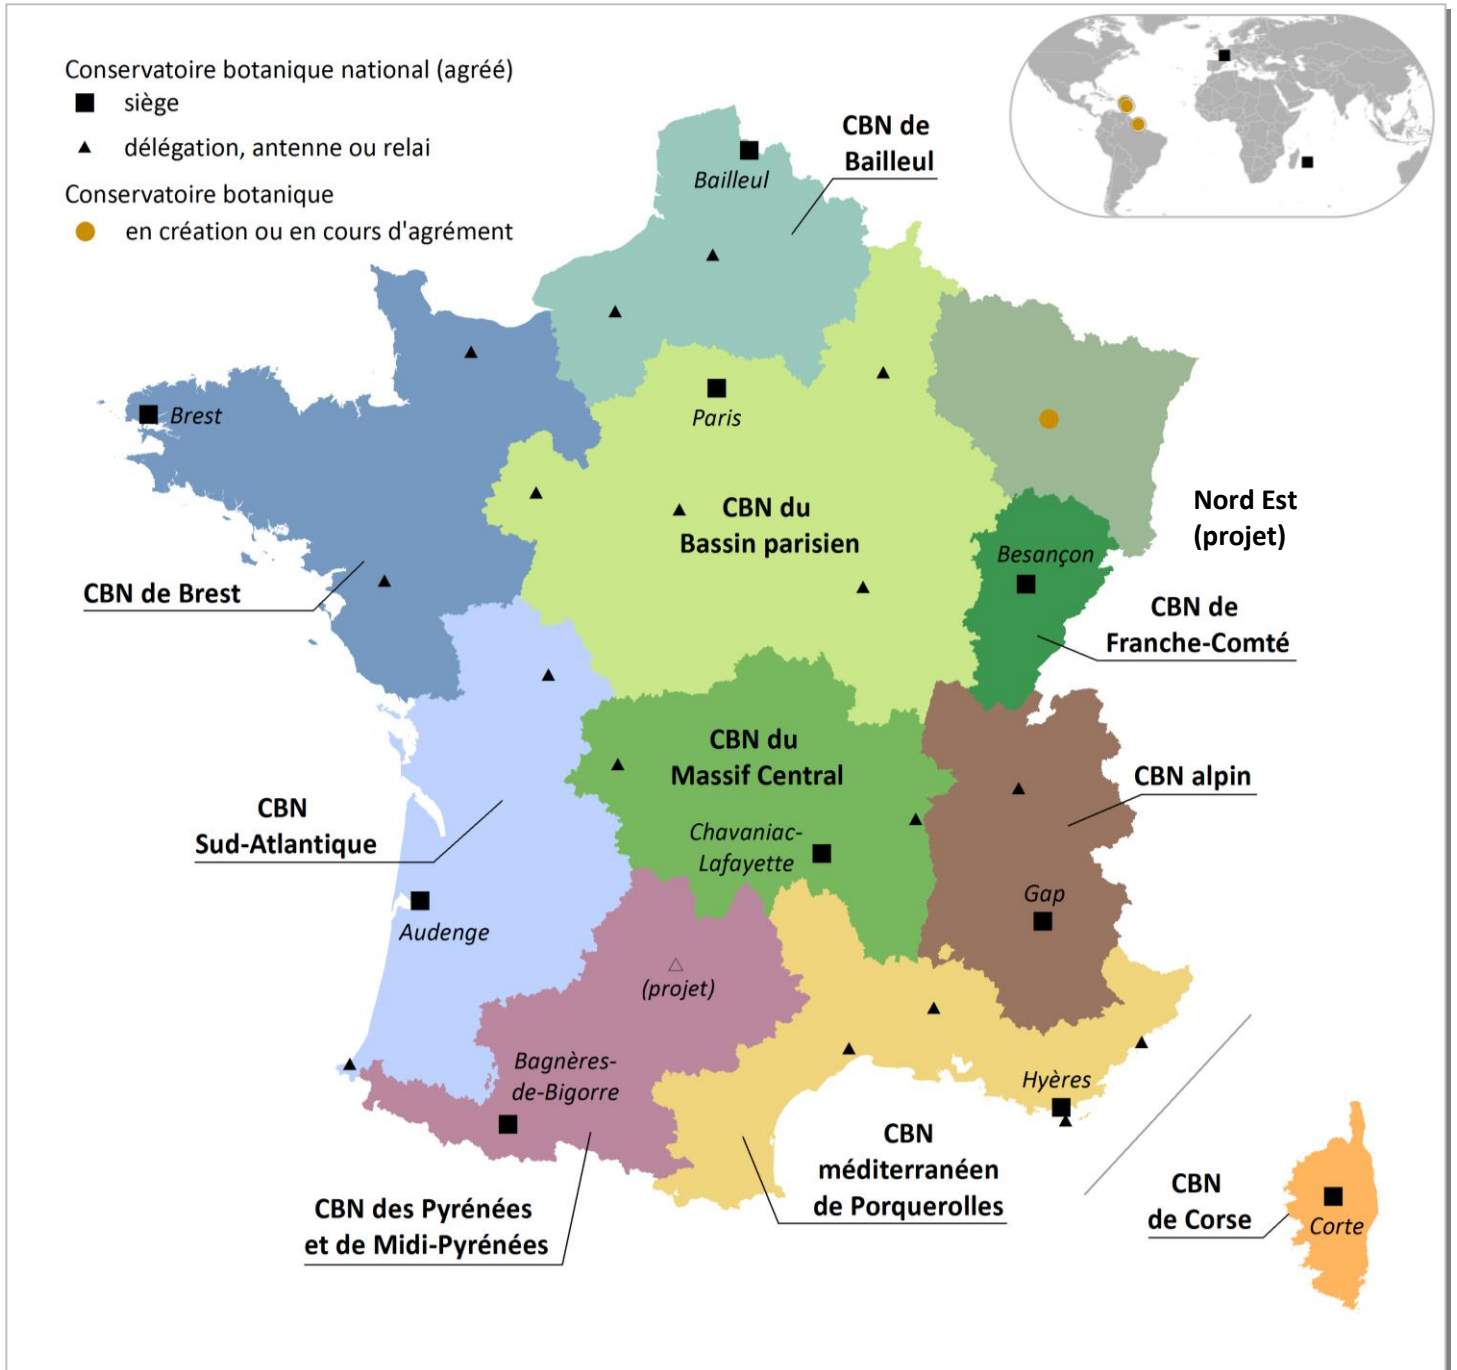 Conservatoire botanique national (agréé)
siège
délégation, antenne ou relai
Conservatoire botanique
en création ou en cours d'agrément
CBN de
Bailleul
Bailleul
Brest
Paris
CBN du
Bassin parisien
Nord Est
(projet)
Besançon
CBN de Brest
CBN de
Franche-Comté
CBN du
Massif Central
CBN alpin
CBN
Sud-Atlantique
Chavaniac-
Lafayette
Gap
Audenge
(projet)
Bagnères-
de-Bigorre
Hyères
CBN
méditerranéen
de Porquerolles
CBN des Pyrénées
et de Midi-Pyrénées
CBN
de Corse
Corte